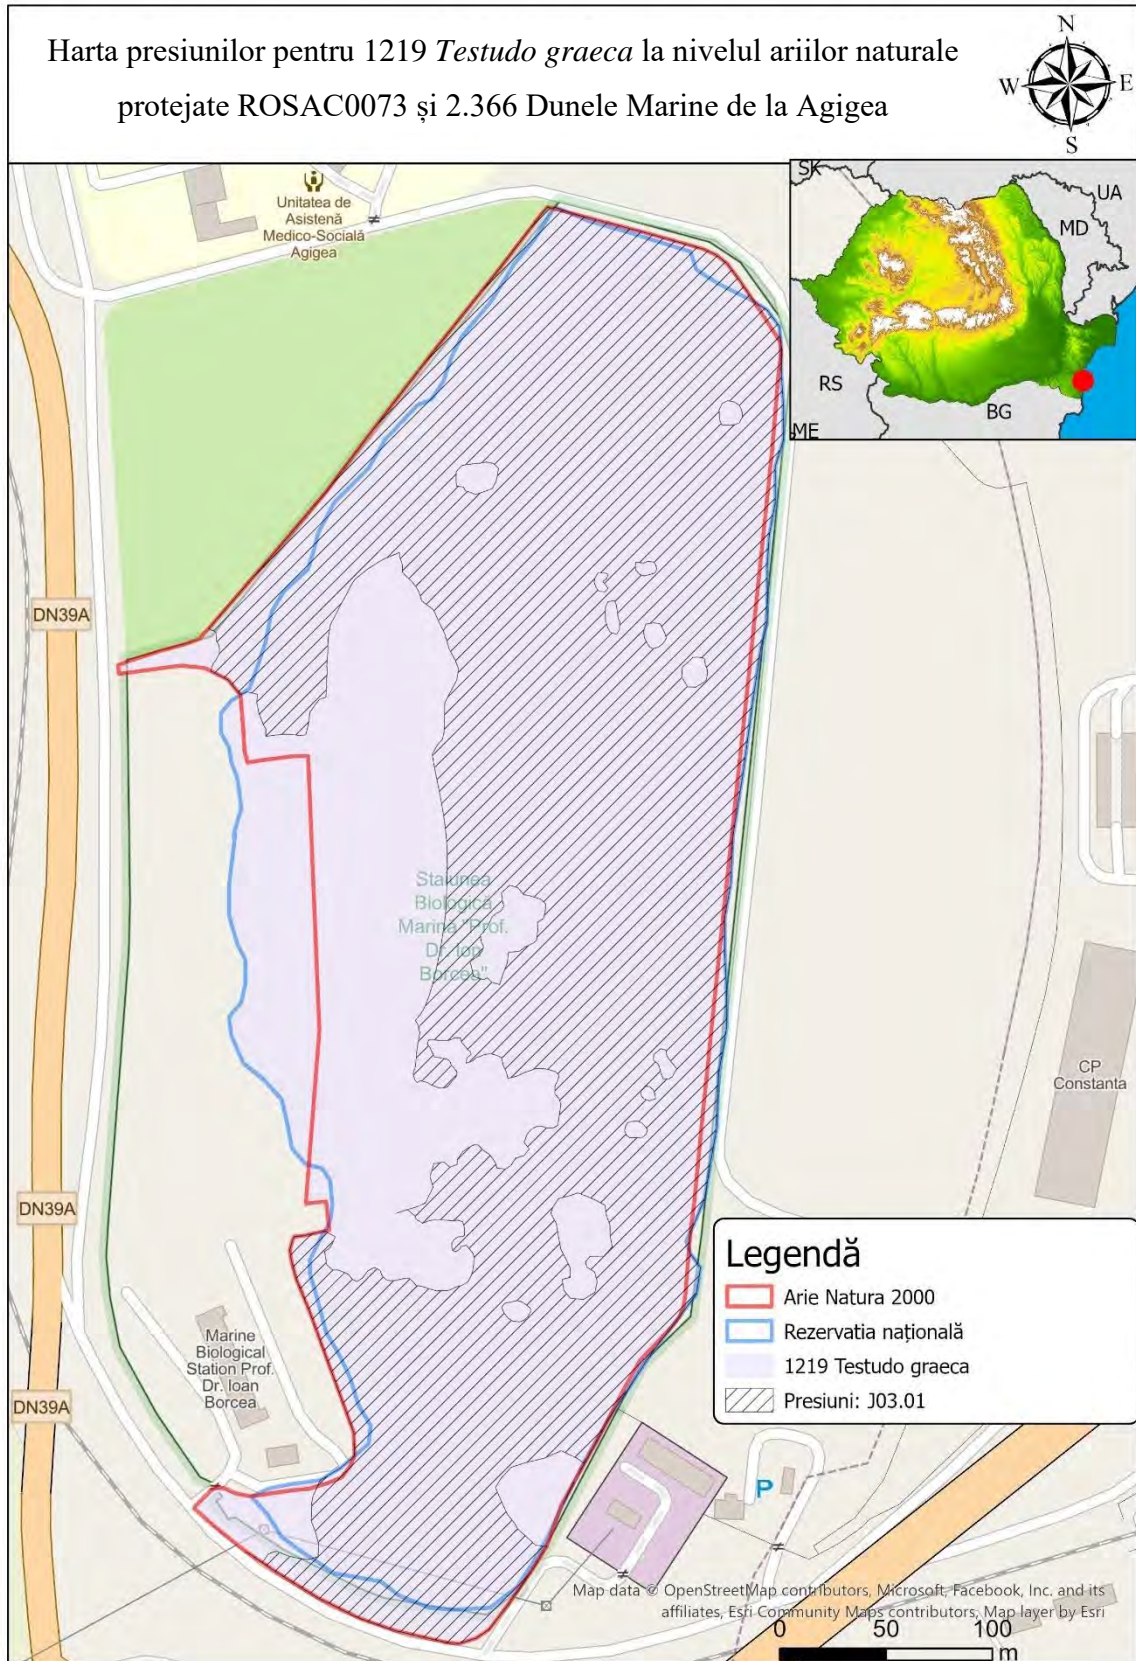 Harta presiunilor pentru 1219 Testudo graeca la nivelul ariilor naturale
protejate ROSAC0073 și 2.366 Dunele Marine de la Agigea
N
W
E
S
SK
UA
MD
RS
BG
ME
Unitatea de
Asistenă
Medico-Socială
Agigea
DN39A
Staiunea
Biologică
Marină "Prof.
Dr. Ion
Borcea"
CP
Constanta
DN39A
Marine
Biological
Station Prof.
Dr. Ioan
Borcea
DN39A
Legendă
Arie Natura 2000
Rezervatia națională
1219 Testudo graeca
Presiuni: J03.01
P
Map data © OpenStreetMap contributors, Microsoft, Facebook, Inc. and its
affiliates, Esri Community Maps contributors, Map layer by Esri
0 50 100
m